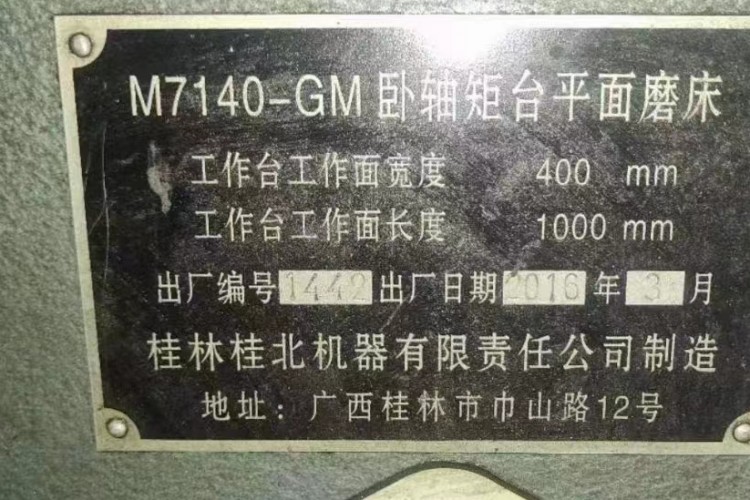 M7140-GM 卧轴矩台平面磨床
工作台工作面宽度 400 mm
工作台工作面长度 1000 mm
出厂编号 1442 出厂日期 2016 年 3 月
桂林桂北机器有限责任公司制造
地址：广西桂林市巾山路12号